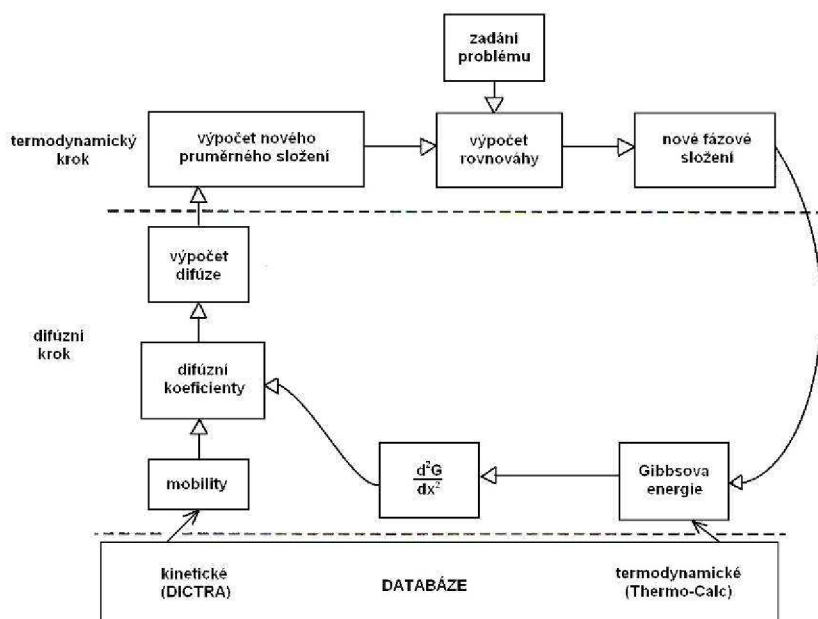 zadání
problému
termodynamický
krok
výpočet nového
pruměrného složení
výpočet
rovnováhy
nové fázové
složení
výpočet
difúze
difúzní
krok
difúzní
koeficienty
mobility
d²G
dx²
Gibbsova
energie
kinetické
(DICTRA)
DATABÁZE
termodynamické
(Thermo-Calc)